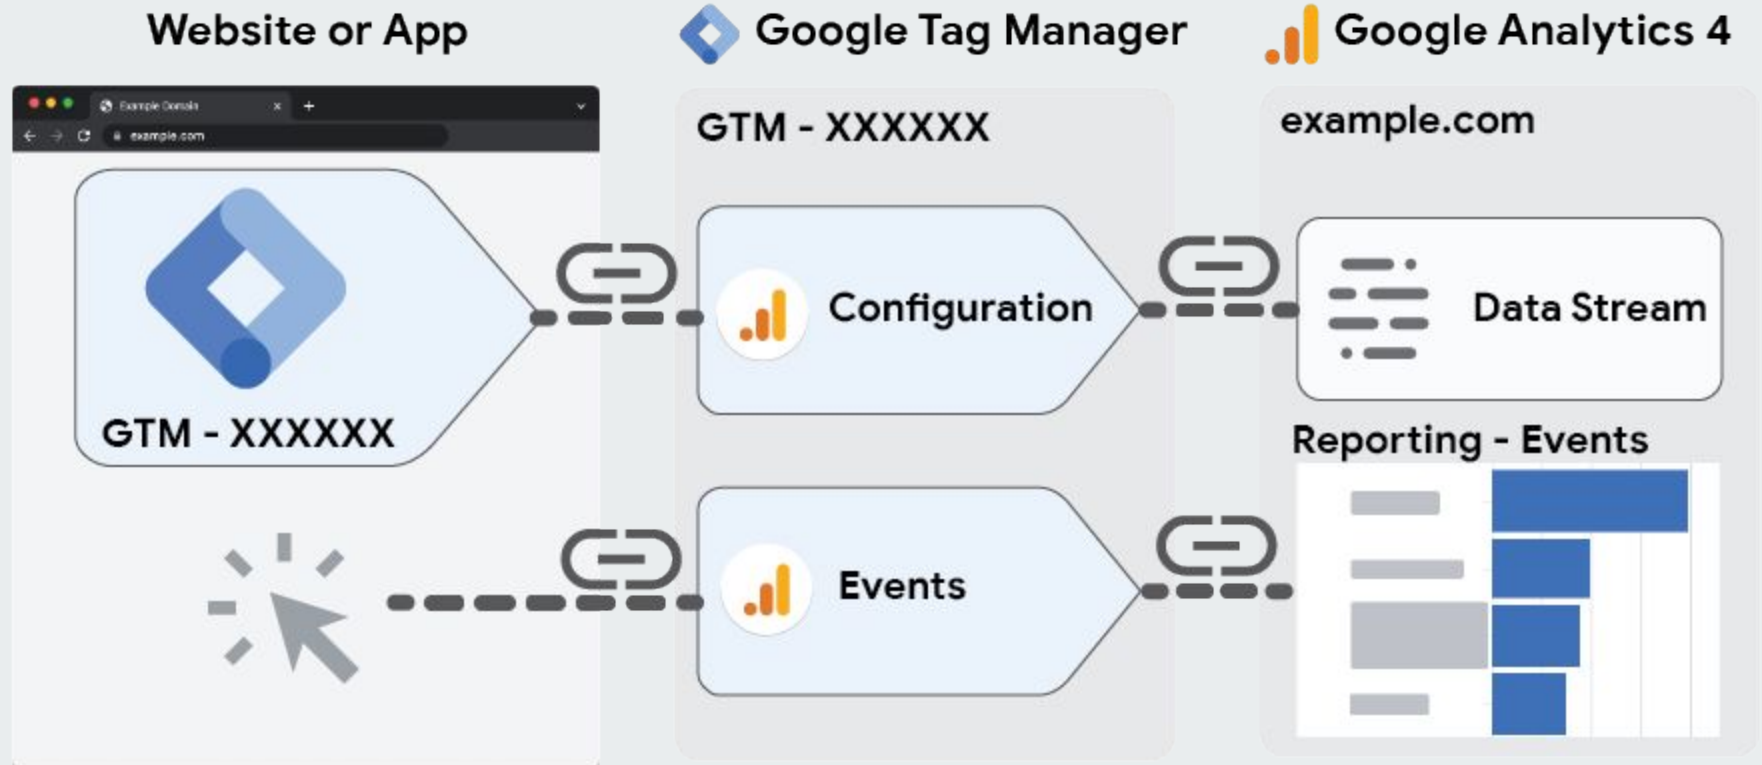 Website or App
Google Tag Manager
Google Analytics 4
Example Domain
example.com
GTM - XXXXXX
GTM - XXXXXX
Configuration
Events
example.com
Data Stream
Reporting - Events